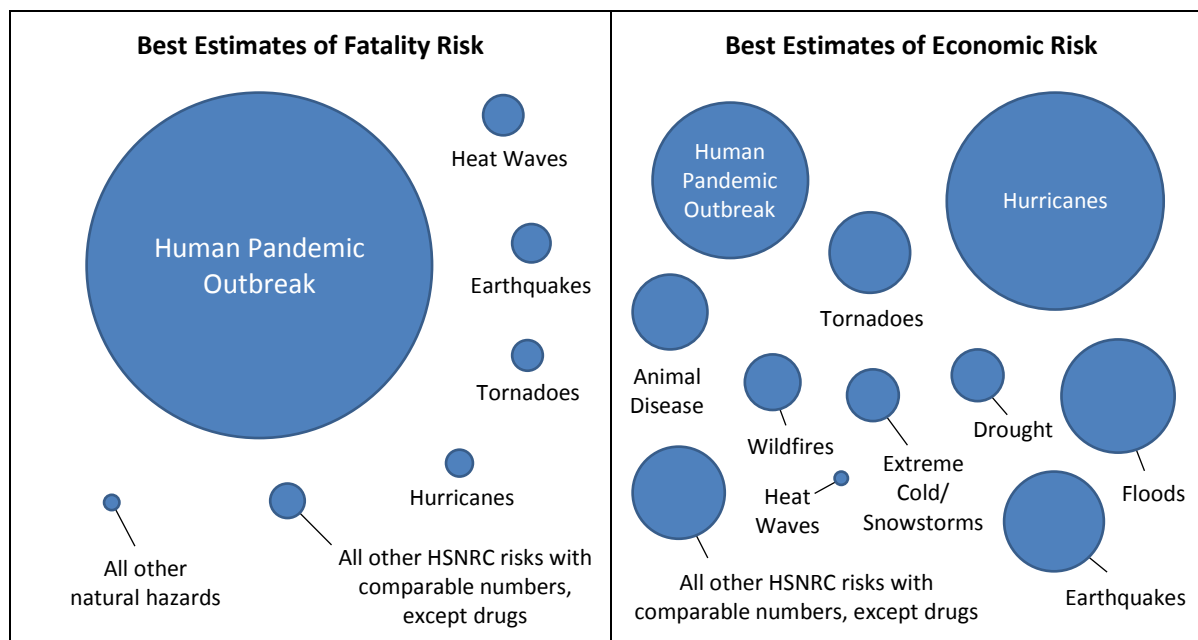 Best Estimates of Fatality Risk
Human Pandemic
Outbreak
Heat Waves
Earthquakes
Tornadoes
Hurricanes
All other
natural hazards
All other HSNRC risks with
comparable numbers,
except drugs
Best Estimates of Economic Risk
Human
Pandemic
Outbreak
Hurricanes
Tornadoes
Animal
Disease
Wildfires
Extreme
Cold/
Snowstorms
Drought
Floods
Heat
Waves
All other HSNRC risks with
comparable numbers, except drugs
Earthquakes